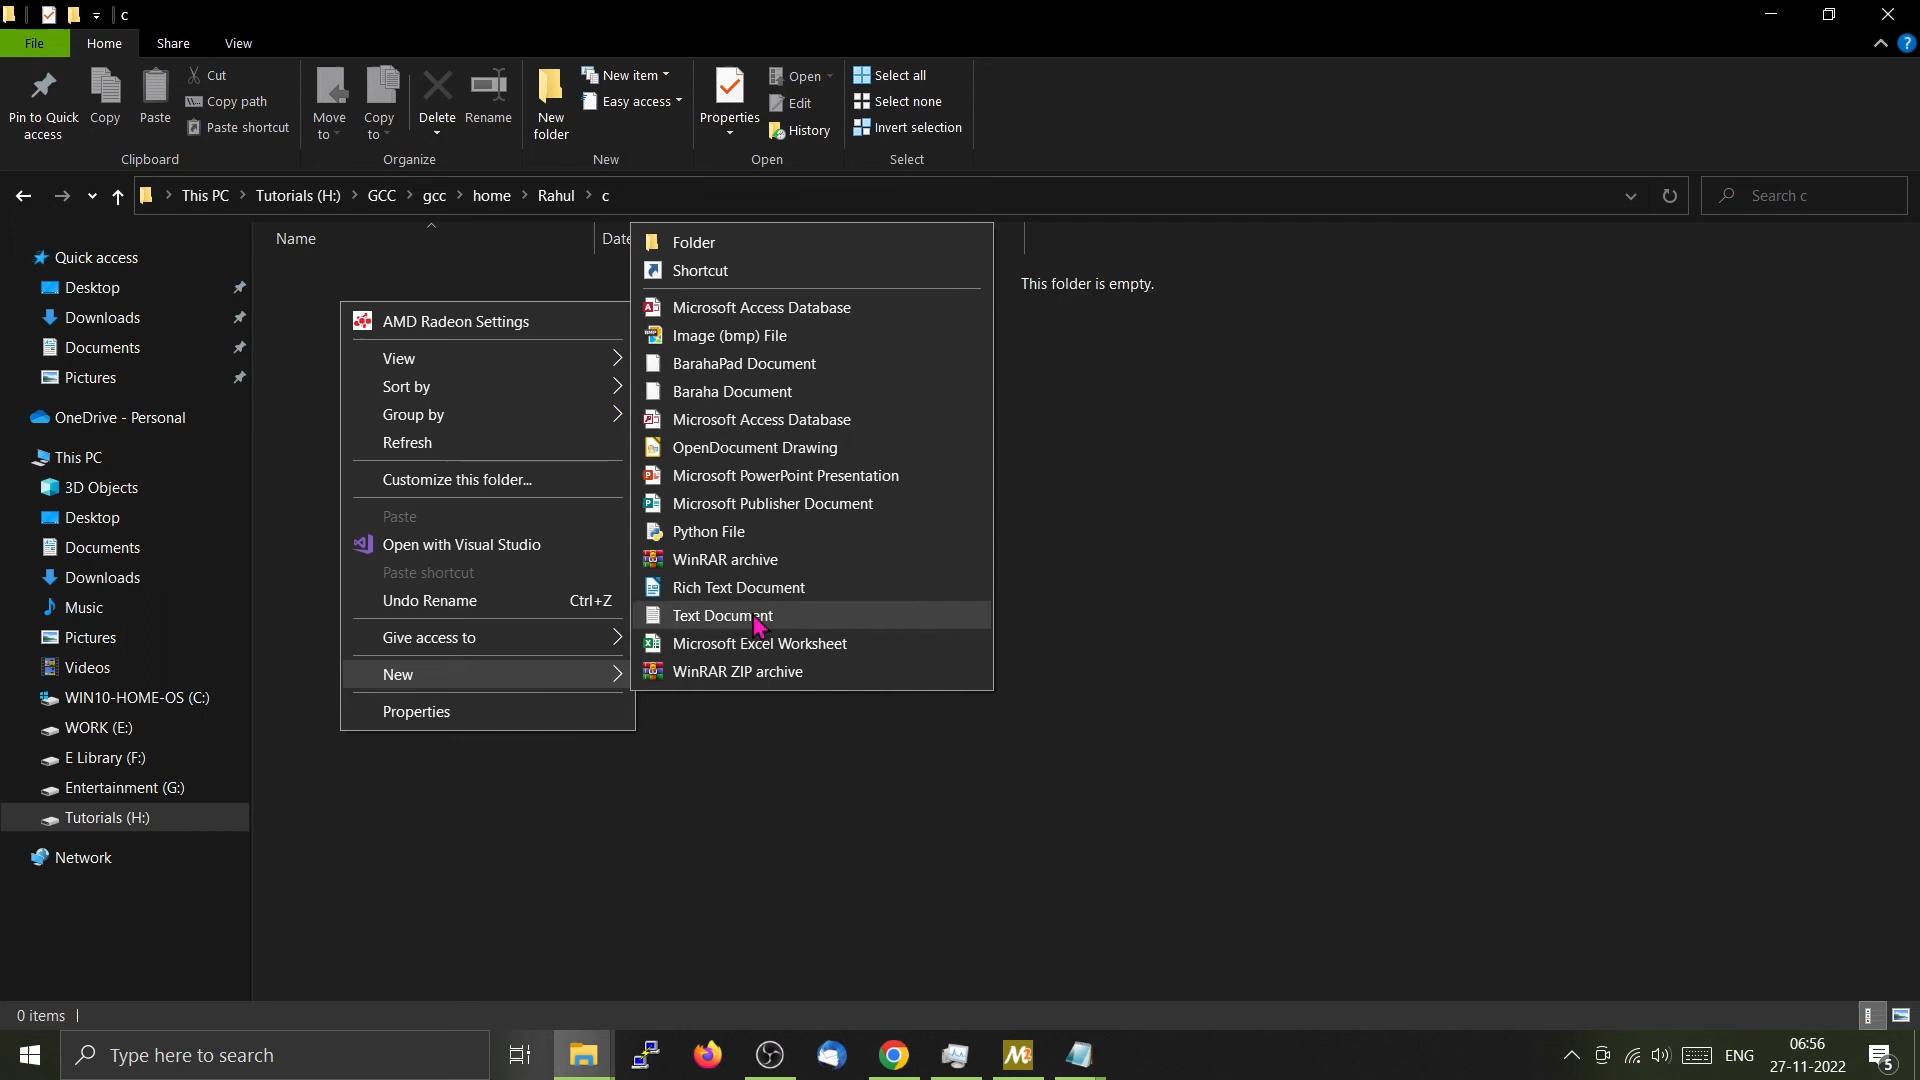 c
File
Home
Share
View
Pin to Quick
access
Copy
Paste
Cut
Copy path
Paste shortcut
Clipboard
Move
to
Copy
to
Delete
Rename
Organize
New
folder
New item
Easy access
New
Properties
Open
Edit
History
Open
Select all
Select none
Invert selection
Select
This PC
Tutorials (H:)
GCC
gcc
home
Rahul
c
Search c
Name
Date
This folder is empty.
Quick access
Desktop
Downloads
Documents
Pictures
OneDrive - Personal
This PC
3D Objects
Desktop
Documents
Downloads
Music
Pictures
Videos
WIN10-HOME-OS (C:)
WORK (E:)
E Library (F:)
Entertainment (G:)
Tutorials (H:)
Network
AMD Radeon Settings
View
Sort by
Group by
Refresh
Customize this folder...
Paste
Open with Visual Studio
Paste shortcut
Undo Rename Ctrl+Z
Give access to
New
Properties
Folder
Shortcut
Microsoft Access Database
Image (bmp) File
BarahaPad Document
Baraha Document
Microsoft Access Database
OpenDocument Drawing
Microsoft PowerPoint Presentation
Microsoft Publisher Document
Python File
WinRAR archive
Rich Text Document
Text Document
Microsoft Excel Worksheet
WinRAR ZIP archive
0 items
Type here to search
ENG
06:56
27-11-2022
5